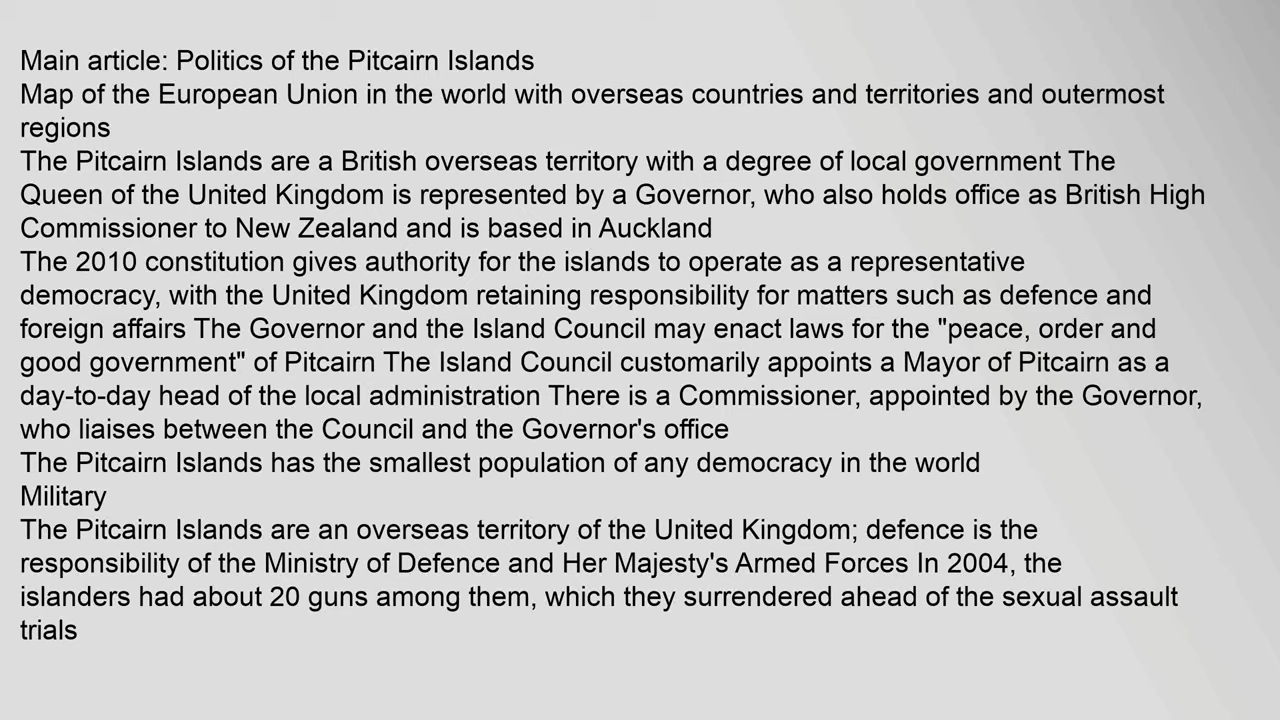 Main article: Politics of the Pitcairn Islands
Map of the European Union in the world with overseas countries and territories and outermost
regions
The Pitcairn Islands are a British overseas territory with a degree of local government The
Queen of the United Kingdom is represented by a Governor, who also holds office as British High
Commissioner to New Zealand and is based in Auckland
The 2010 constitution gives authority for the islands to operate as a representative
democracy, with the United Kingdom retaining responsibility for matters such as defence and
foreign affairs The Governor and the Island Council may enact laws for the "peace, order and
good government" of Pitcairn The Island Council customarily appoints a Mayor of Pitcairn as a
day-to-day head of the local administration There is a Commissioner, appointed by the Governor,
who liaises between the Council and the Governor's office
The Pitcairn Islands has the smallest population of any democracy in the world
Military
The Pitcairn Islands are an overseas territory of the United Kingdom; defence is the
responsibility of the Ministry of Defence and Her Majesty's Armed Forces In 2004, the
islanders had about 20 guns among them, which they surrendered ahead of the sexual assault
trials